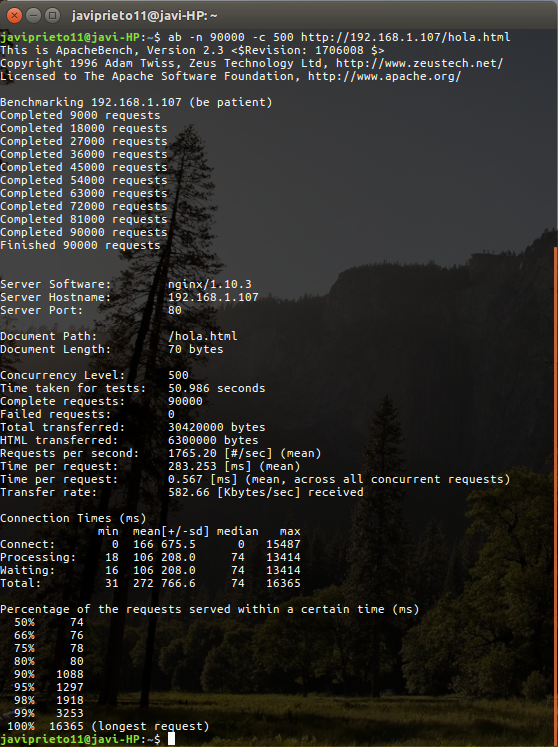 javiprieto11@javi-HP: ~
javiprieto11@javi-HP:~$ ab -n 90000 -c 500 http://192.168.1.107/hola.html
This is ApacheBench, Version 2.3 <$Revision: 1706008 $>
Copyright 1996 Adam Twiss, Zeus Technology Ltd, http://www.zeustech.net/
Licensed to The Apache Software Foundation, http://www.apache.org/

Benchmarking 192.168.1.107 (be patient)
Completed 9000 requests
Completed 18000 requests
Completed 27000 requests
Completed 36000 requests
Completed 45000 requests
Completed 54000 requests
Completed 63000 requests
Completed 72000 requests
Completed 81000 requests
Completed 90000 requests
Finished 90000 requests


Server Software:        nginx/1.10.3
Server Hostname:        192.168.1.107
Server Port:            80

Document Path:          /hola.html
Document Length:        70 bytes

Concurrency Level:      500
Time taken for tests:   50.986 seconds
Complete requests:      90000
Failed requests:        0
Total transferred:      30420000 bytes
HTML transferred:       6300000 bytes
Requests per second:    1765.20 [#/sec] (mean)
Time per request:       283.253 [ms] (mean)
Time per request:       0.567 [ms] (mean, across all concurrent requests)
Transfer rate:          582.66 [Kbytes/sec] received

Connection Times (ms)
              min  mean[+/-sd] median   max
Connect:        0  166 675.5      0   15487
Processing:    18  106 208.0     74   13414
Waiting:       16  106 208.0     74   13414
Total:         31  272 766.6     74   16365

Percentage of the requests served within a certain time (ms)
  50%     74
  66%     76
  75%     78
  80%     80
  90%   1088
  95%   1297
  98%   1918
  99%   3253
 100%  16365 (longest request)
javiprieto11@javi-HP:~$